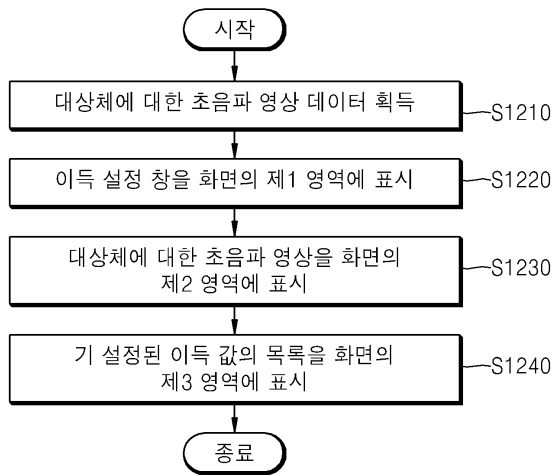 시작
대상체에 대한 초음파 영상 데이터 획득
S1210
이득 설정 창을 화면의 제1 영역에 표시
S1220
대상체에 대한 초음파 영상을 화면의
제2 영역에 표시
S1230
기 설정된 이득 값의 목록을 화면의
제3 영역에 표시
S1240
종료